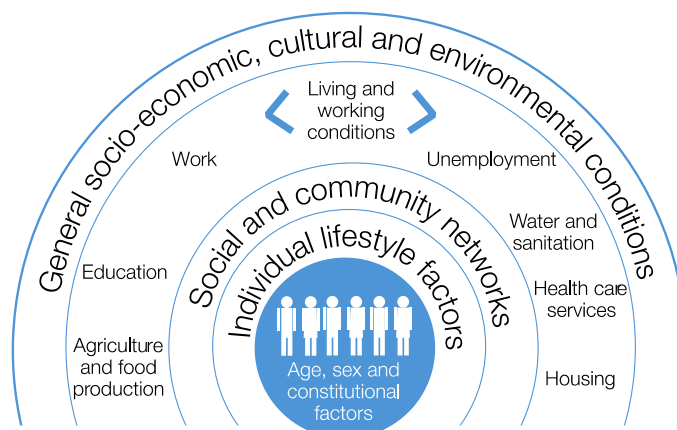 General socio-economic, cultural and environmental conditions
Living and
working
conditions
Work
Unemployment
Social and community networks
Water and
sanitation
Individual lifestyle factors
Education
Health care
services
Agriculture
and food
production
Housing
Age, sex and
constitutional
factors